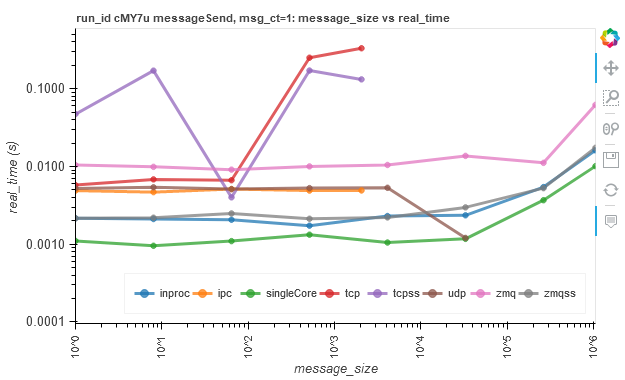 run_id cMY7u messageSend, msg_ct=1: message_size vs real_time
real_time (s)
0.1000
0.0100
0.0010
0.0001
inproc ipc singleCore tcp tcpss udp zmq zmqss
10^0 10^1 10^2 10^3 10^4 10^5 10^6
message_size